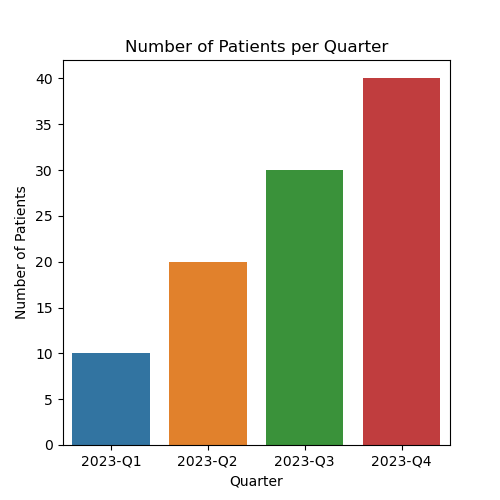 Number of Patients per Quarter
40
35
30
25
20
15
10
5
0
Number of Patients
2023-Q1 2023-Q2 2023-Q3 2023-Q4
Quarter